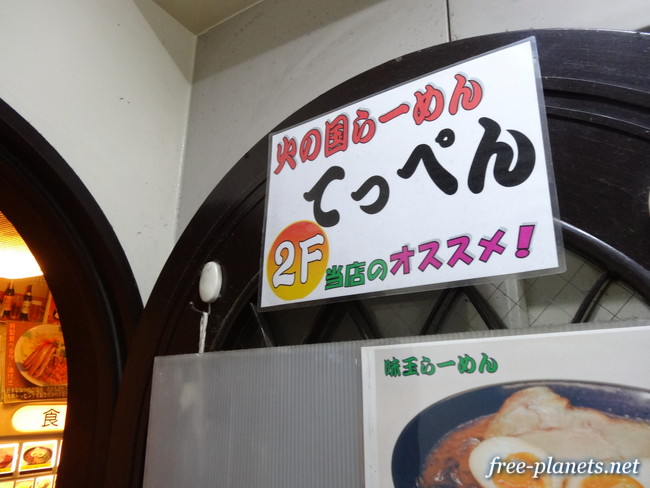 火の国らーめん
てっぺん
2F 当店のオススメ!
味玉らーめん
食
free-planets.net